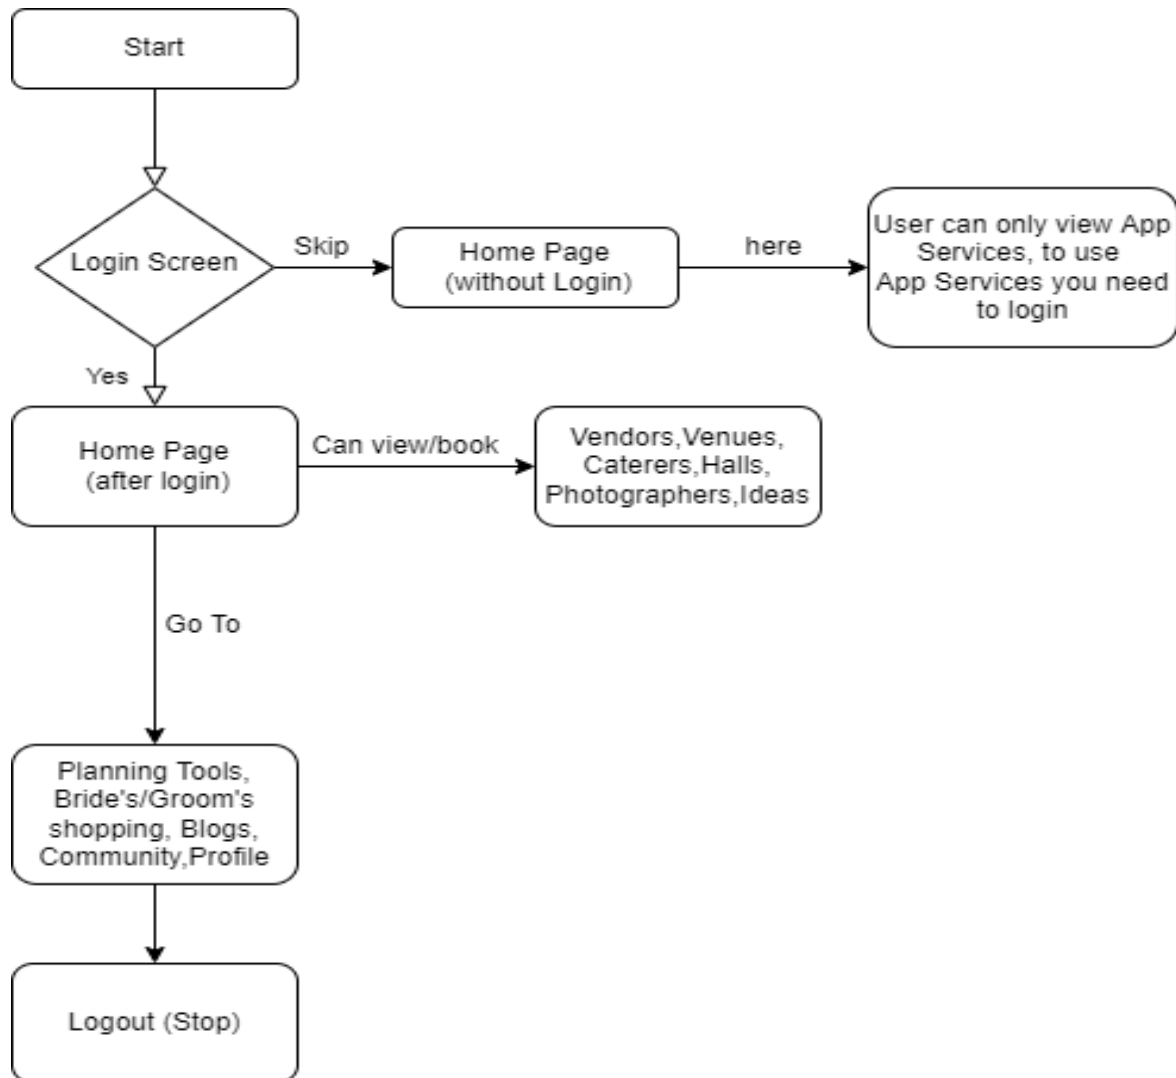 Start
Login Screen
Skip
Home Page
(without Login)
here
User can only view App
Services, to use
App Services you need
to login
Yes
Home Page
(after login)
Can view/book
Vendors,Venues,
Caterers,Halls,
Photographers,Ideas
Go To
Planning Tools,
Bride's/Groom's
shopping, Blogs,
Community,Profile
Logout (Stop)